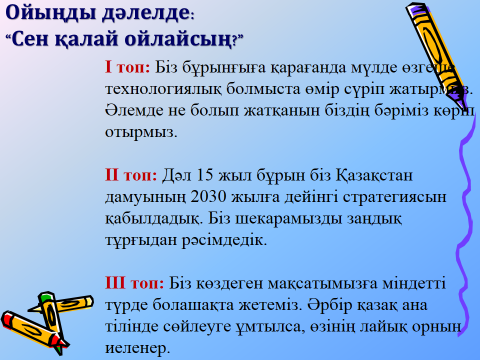 Ойыңды дәлелде:
“Сен қалай ойлайсың?”
І топ: Біз бұрынғыға қарағанда мүлде өзгеше
технологиялық болмыста өмір сүріп жатырмыз.
Әлемде не болып жатқанын біздің бәріміз көріп
отырмыз.
ІІ топ: Дәл 15 жыл бұрын біз Қазақстан
дамуының 2030 жылға дейінгі стратегиясын
қабылдадық. Біз шекарамызды заңдық
тұрғыдан рәсімдедік.
ІІІ топ: Біз көздеген мақсатымызға міндетті
түрде болашақта жетеміз. Әрбір қазақ ана
тілінде сөйлеуге ұмтылса, өзінің лайық орнын
иеленер.